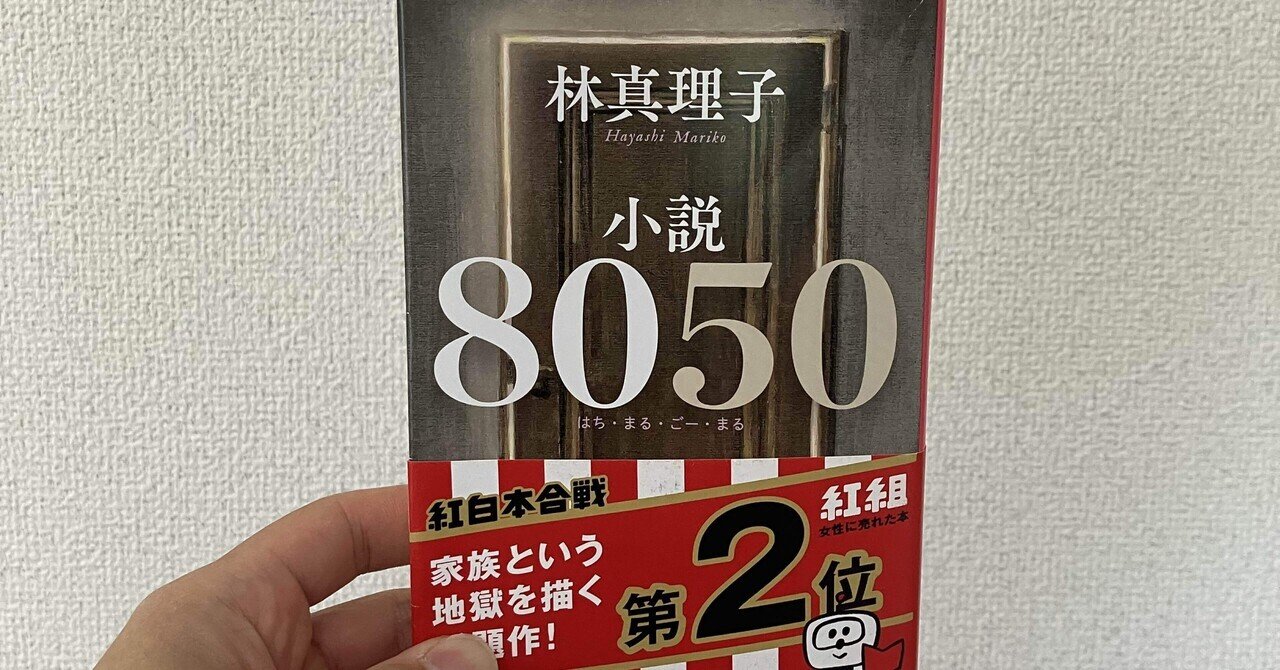 林真理子
Hayashi Mariko
小説
8050
はち・まる・ごー・まる
紅白本合戦
紅組
女性に売れた本
家族という
地獄を描く
題作!
第2位